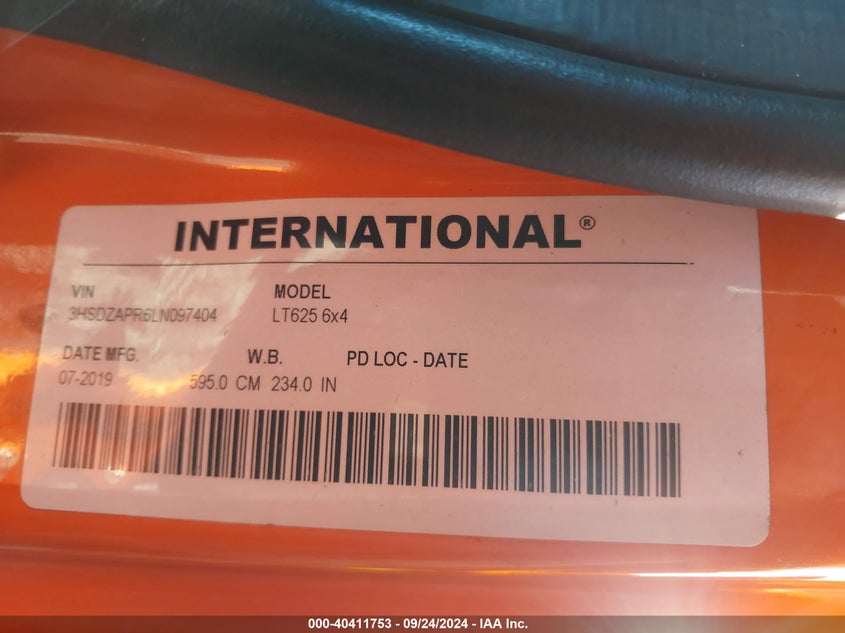 INTERNATIONAL®
VIN MODEL
3HSDZAPR6LN097404 LT625 6x4
DATE MFG. W.B. PD LOC - DATE
07-2019 595.0 CM 234.0 IN
000-40411753 - 09/24/2024 - IAA Inc.